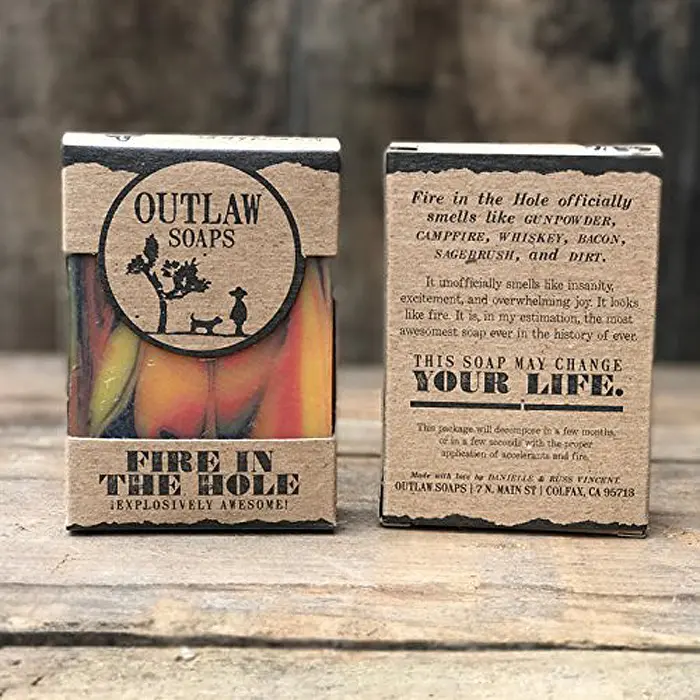 OUTLAW
SOAPS
FIRE IN
THE HOLE
¡EXPLOSIVELY AWESOME!
Fire in the Hole officially
smells like GUNPOWDER,
CAMPFIRE, WHISKEY, BACON,
SAGEBRUSH, and DIRT.
It unofficially smells like insanity,
excitement, and overwhelming joy. It looks
like fire. It is, in my estimation, the most
awesomest soap ever in the history of ever.
THIS SOAP MAY CHANGE
YOUR LIFE.
This package will decompose in a few months,
or in a few seconds with the proper
application of accelerants and fire.
Made with love by DANIELLE & RUSS VINCENT
OUTLAW SOAPS | 7 N. MAIN ST | COLFAX, CA 95713